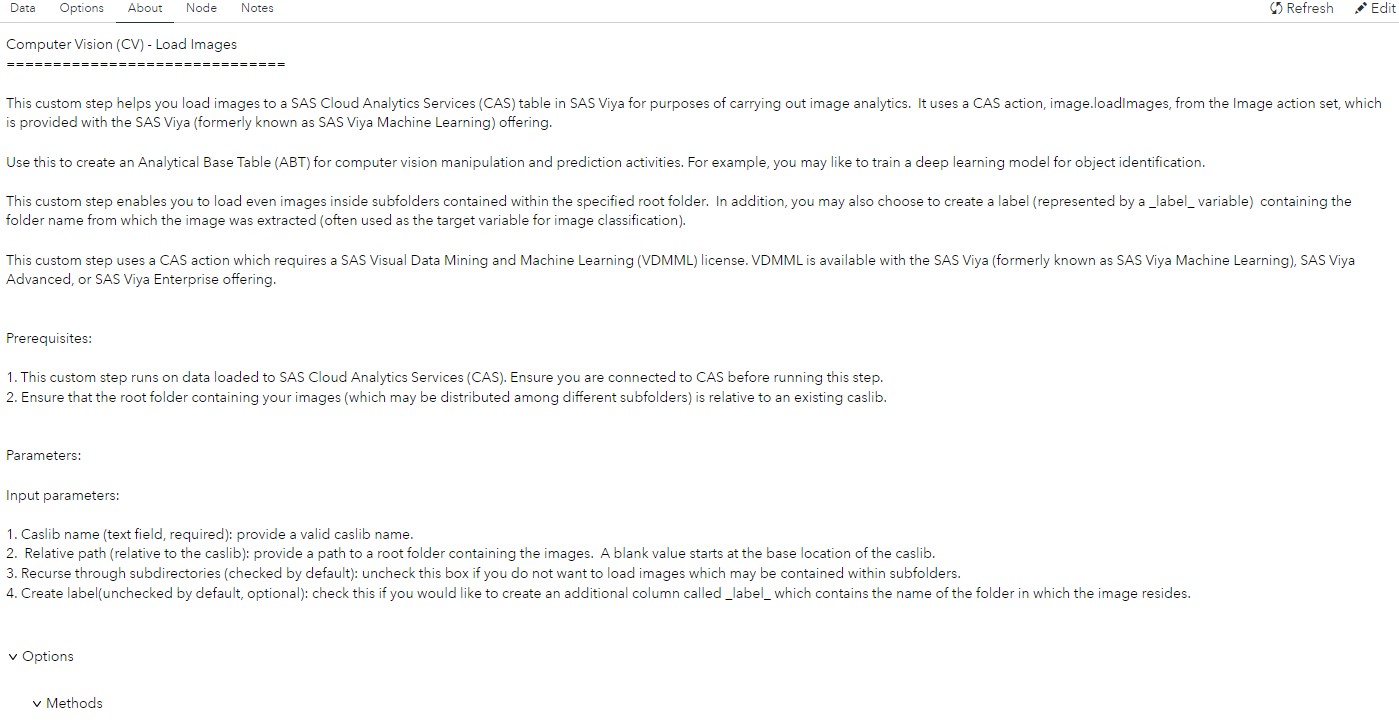 Data Options About Node Notes Refresh Edit
Computer Vision (CV) - Load Images
==============================
This custom step helps you load images to a SAS Cloud Analytics Services (CAS) table in SAS Viya for purposes of carrying out image analytics.  It uses a CAS action, image.loadImages, from the Image action set, which
is provided with the SAS Viya (formerly known as SAS Viya Machine Learning) offering.
Use this to create an Analytical Base Table (ABT) for computer vision manipulation and prediction activities. For example, you may like to train a deep learning model for object identification.
This custom step enables you to load even images inside subfolders contained within the specified root folder.  In addition, you may also choose to create a label (represented by a _label_ variable)  containing the
folder name from which the image was extracted (often used as the target variable for image classification).
This custom step uses a CAS action which requires a SAS Visual Data Mining and Machine Learning (VDMML) license. VDMML is available with the SAS Viya (formerly known as SAS Viya Machine Learning), SAS Viya
Advanced, or SAS Viya Enterprise offering.
Prerequisites:
1. This custom step runs on data loaded to SAS Cloud Analytics Services (CAS). Ensure you are connected to CAS before running this step.
2. Ensure that the root folder containing your images (which may be distributed among different subfolders) is relative to an existing caslib.
Parameters:
Input parameters:
1. Caslib name (text field, required): provide a valid caslib name.
2.  Relative path (relative to the caslib): provide a path to a root folder containing the images.  A blank value starts at the base location of the caslib.
3. Recurse through subdirectories (checked by default): uncheck this box if you do not want to load images which may be contained within subfolders.
4. Create label(unchecked by default, optional): check this if you would like to create an additional column called _label_ which contains the name of the folder in which the image resides.
Options
Methods